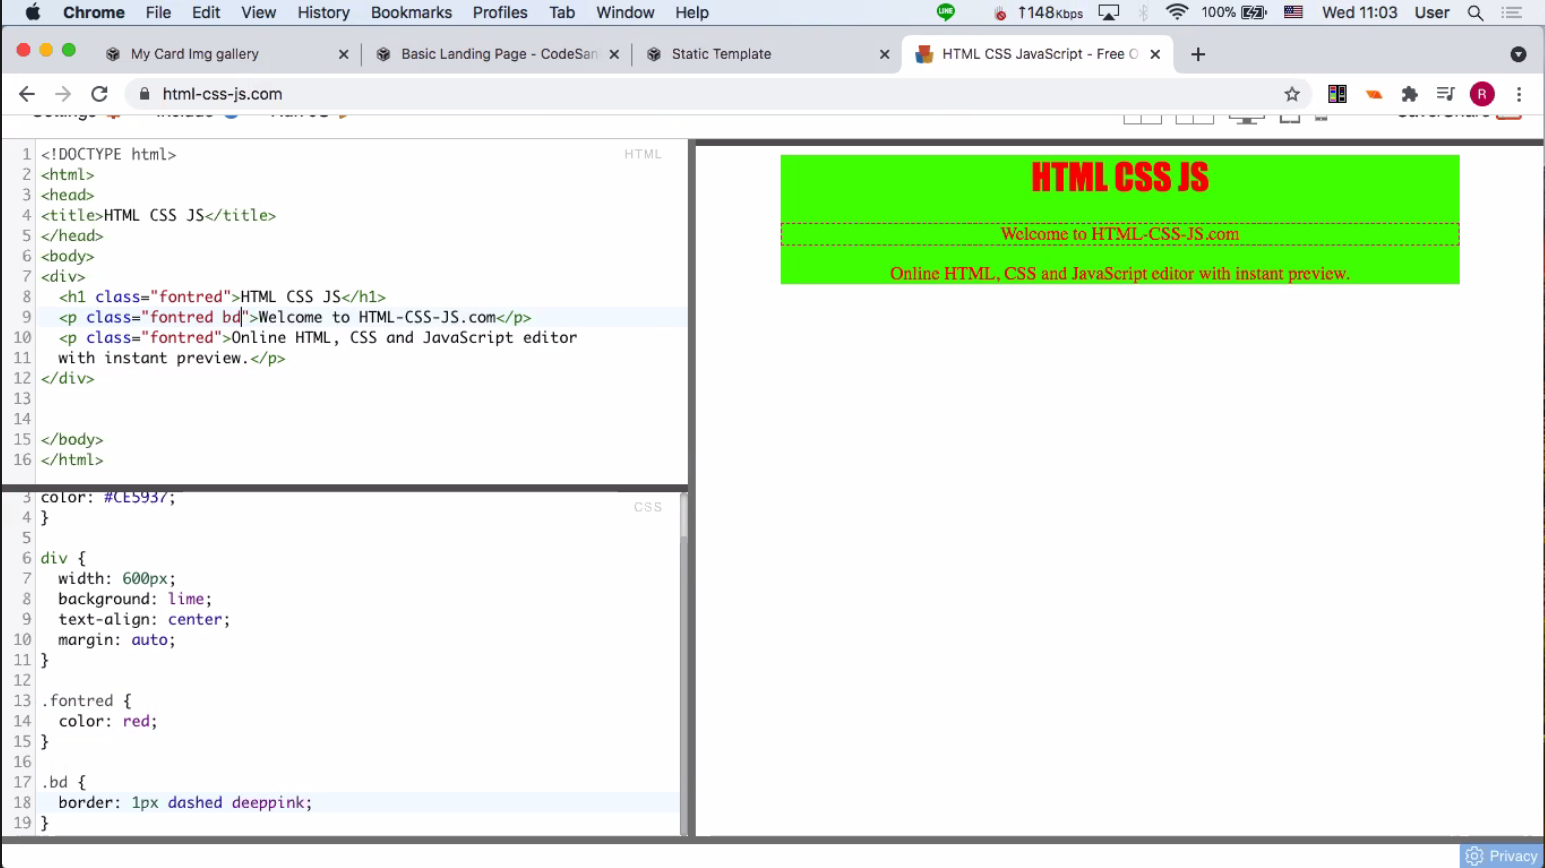 Chrome File Edit View History Bookmarks Profiles Tab Window Help LINE ↑148Kbps 100% Wed 11:03 User
My Card Img gallery Basic Landing Page - CodeSan Static Template HTML CSS JavaScript - Free O
html-css-js.com R
1 <!DOCTYPE html> HTML
2 <html>
3 <head>
4 <title>HTML CSS JS</title>
5 </head>
6 <body>
7 <div>
8 <h1 class="fontred">HTML CSS JS</h1>
9 <p class="fontred bd">Welcome to HTML-CSS-JS.com</p>
10 <p class="fontred">Online HTML, CSS and JavaScript editor
11 with instant preview.</p>
12 </div>
13
14
15 </body>
16 </html>
3 color: #CE5937;
CSS
4 }
5
6 div {
7 width: 600px;
8 background: lime;
9 text-align: center;
10 margin: auto;
11 }
12
13 .fontred {
14 color: red;
15 }
16
17 .bd {
18 border: 1px dashed deeppink;
19 }
HTML CSS JS
Welcome to HTML-CSS-JS.com
Online HTML, CSS and JavaScript editor with instant preview.
Privacy